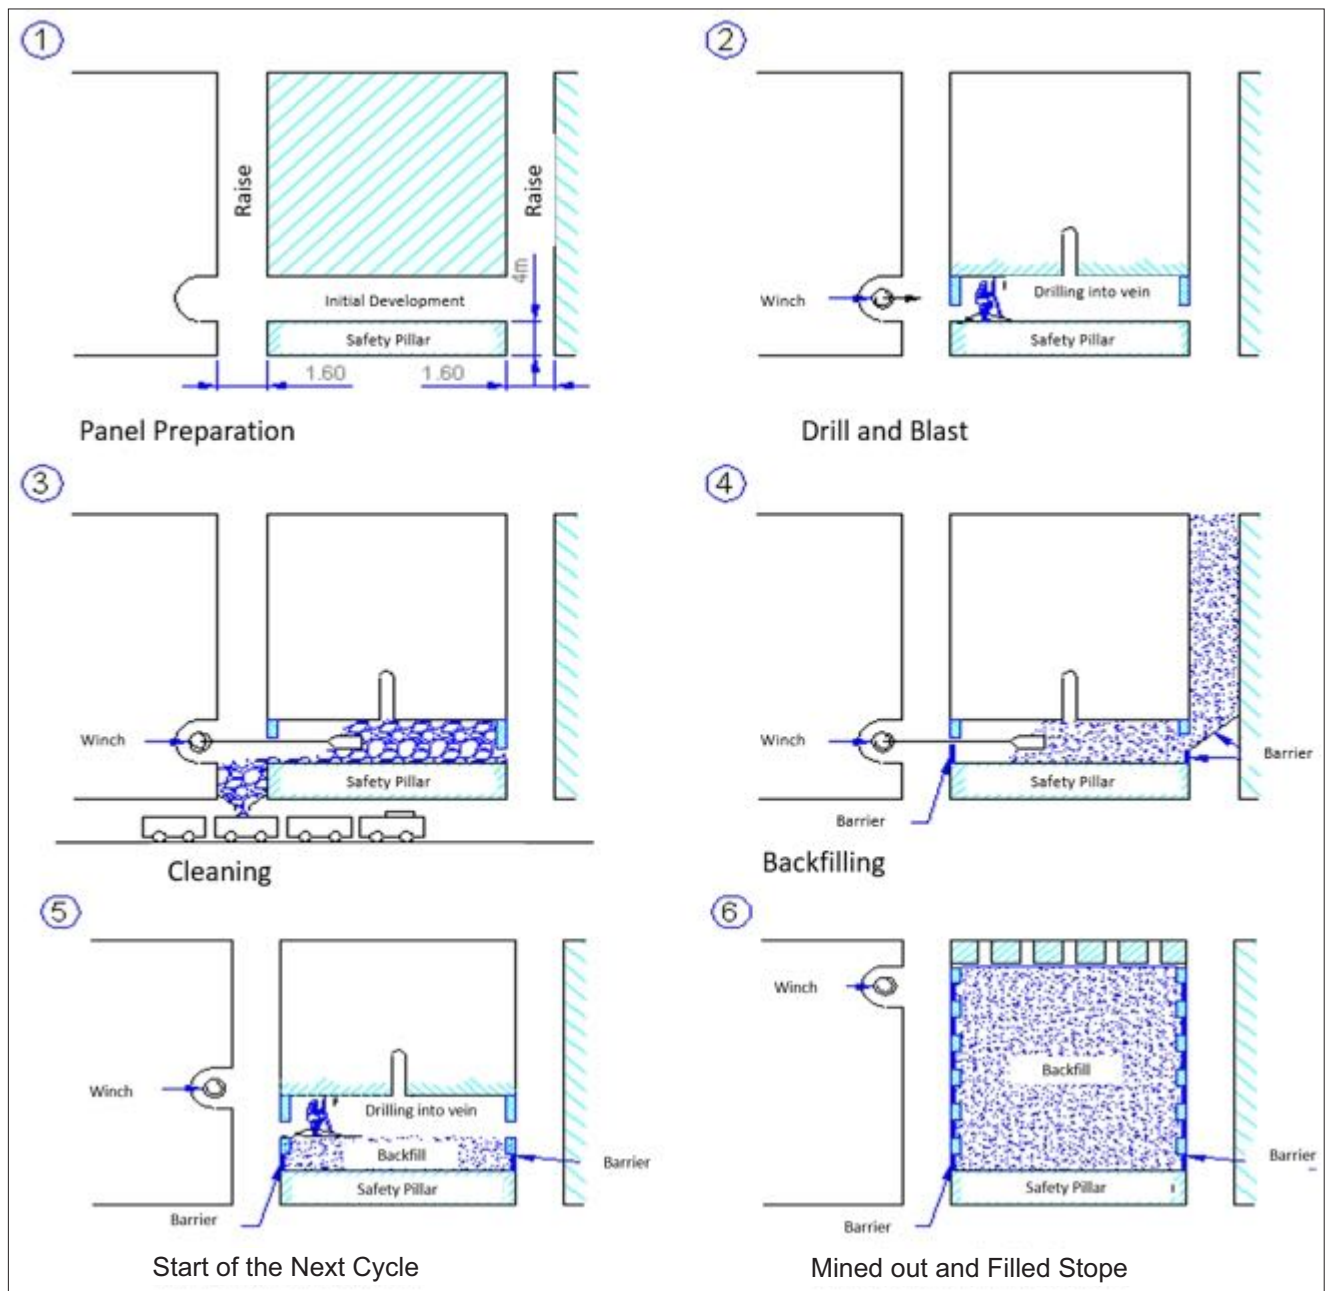 1
Raise
Raise
4m
Initial Development
Safety Pillar
1.60
1.60
Panel Preparation
2
Winch
Drilling into vein
Safety Pillar
Drill and Blast
3
Winch
Safety Pillar
Cleaning
4
Winch
Barrier
Safety Pillar
Barrier
Backfilling
5
Winch
Drilling into vein
Backfill
Barrier
Safety Pillar
Barrier
Start of the Next Cycle
6
Winch
Backfill
Barrier
Safety Pillar
Barrier
Mined out and Filled Stope